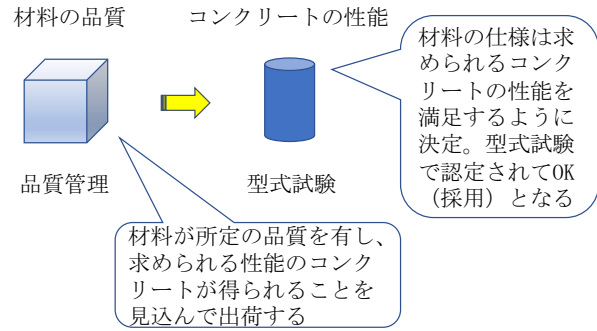 材料の品質
コンクリートの性能
材料の仕様は求
められるコンク
リートの性能を
満足するように
決定。型式試験
で認定されてOK
（採用）となる
品質管理
型式試験
材料が所定の品質を有し、
求められる性能のコンク
リートが得られることを
見込んで出荷する